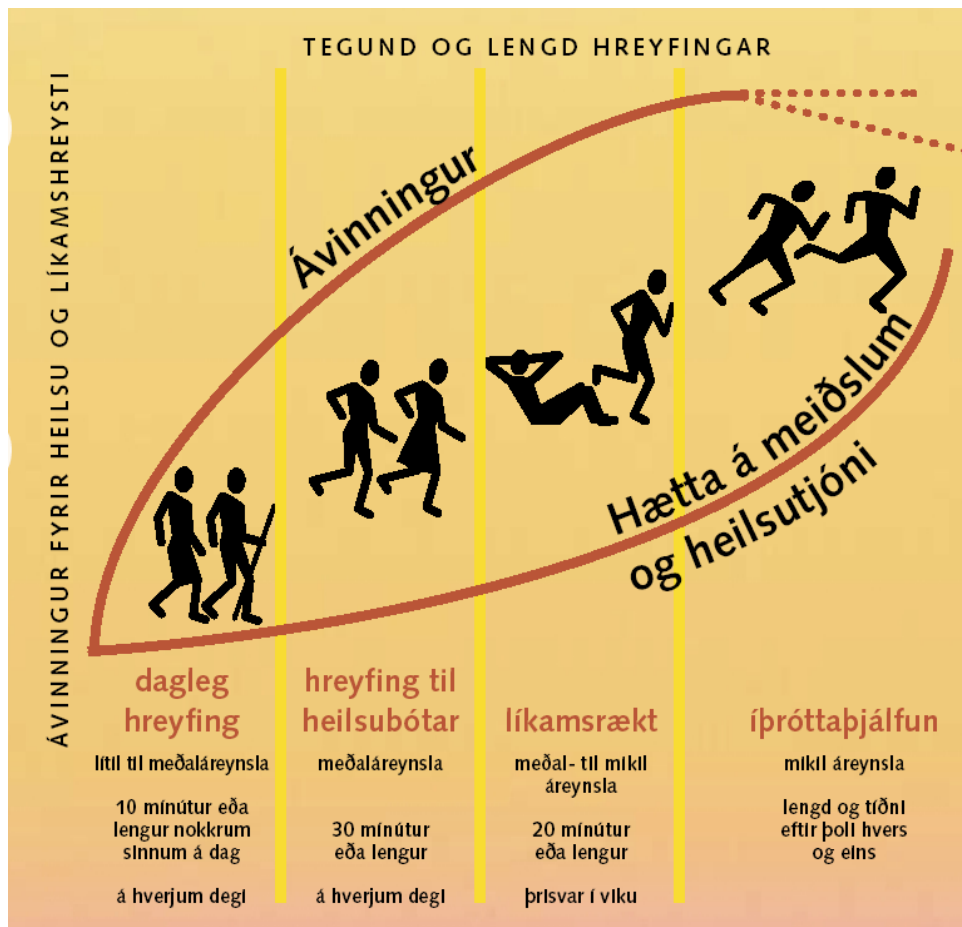 TEGUND OG LENGD HREYFINGAR
ÁVINNINGUR FYRIR HEILSU OG LÍKAMSHREYSTI
Ávinningur
Hætta á meiðslum
og heilsutjóni
dagleg
hreyfing
lítil til meðaláreynsla
10 mínútur eða
lengur nokkrum
sinnum á dag
á hverjum degi
hreyfing til
heilsubótar
meðaláreynsla
30 mínútur
eða lengur
á hverjum degi
líkamsrækt
meðal- til mikil
áreynsla
20 mínútur
eða lengur
þrisvar í viku
íþróttaþjálfun
mikil áreynsla
lengd og tíðni
eftir þoli hvers
og eins